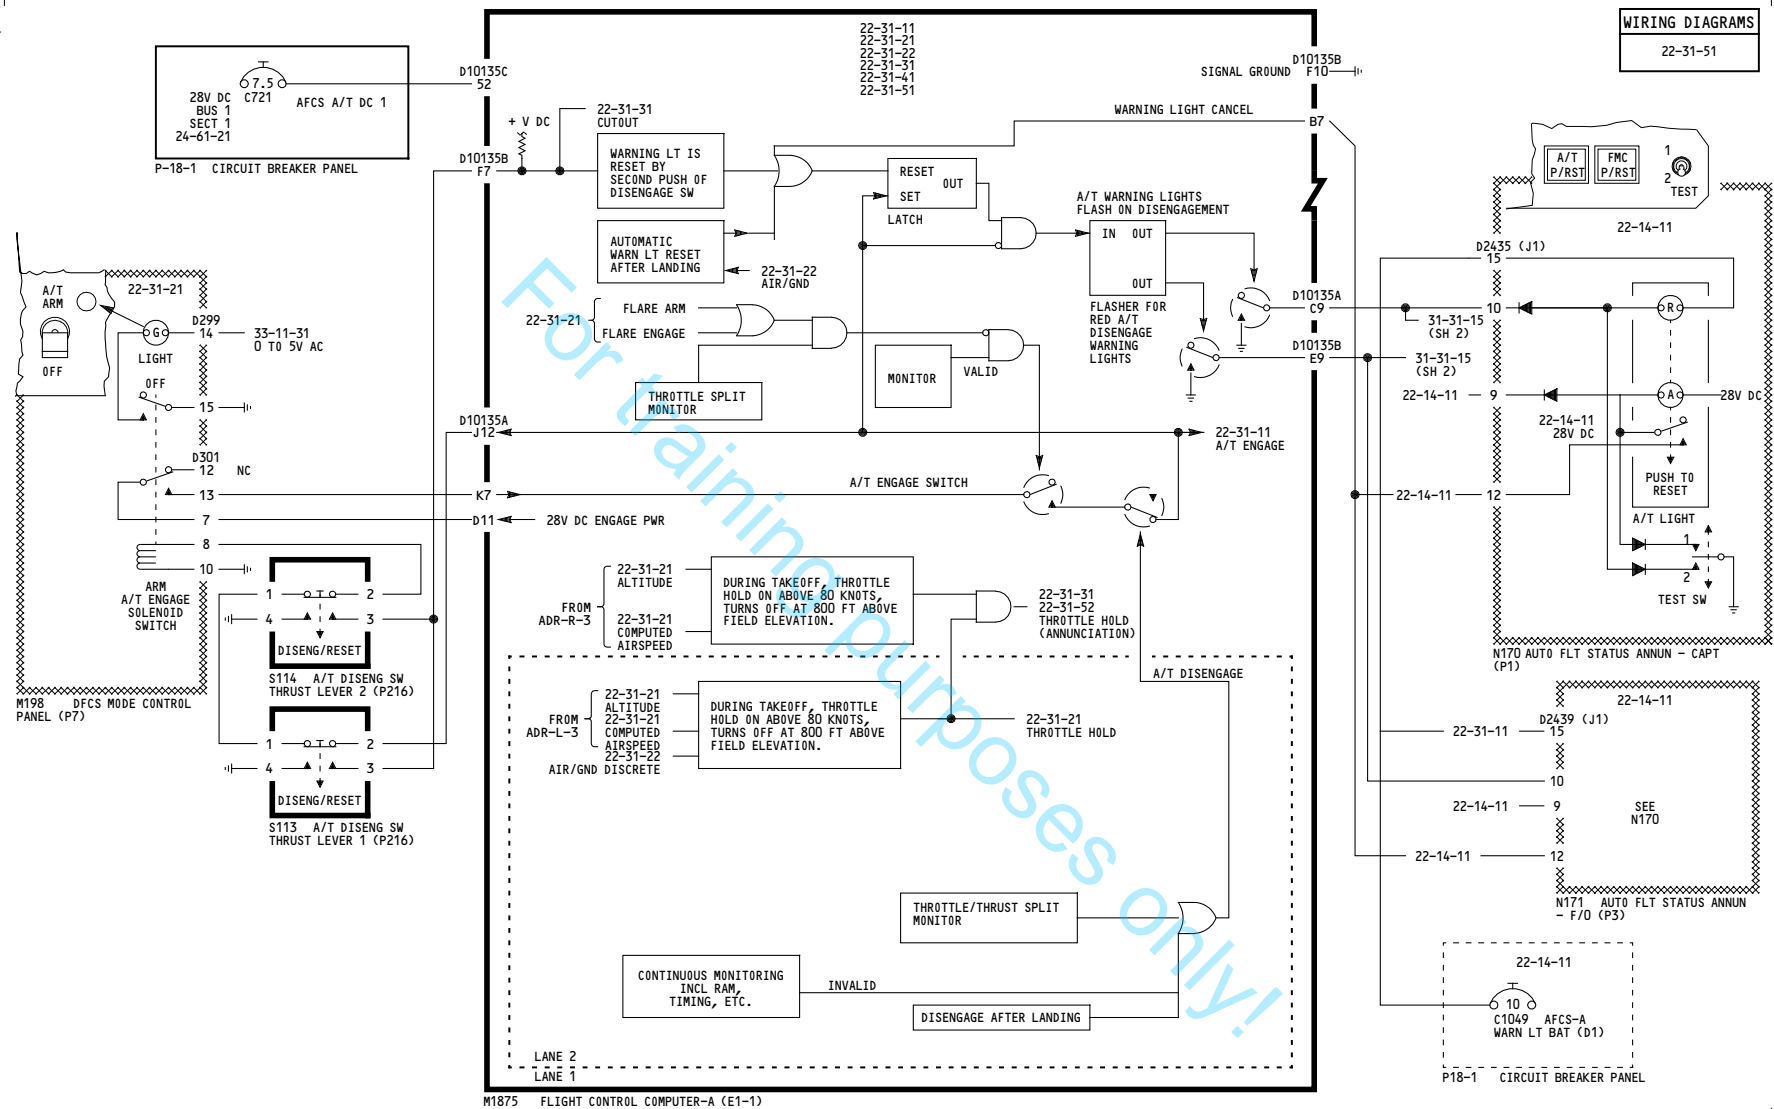 WIRING DIAGRAMS
22-31-51
22-31-11
22-31-21
22-31-22
22-31-31
22-31-41
22-31-51
28V DC
BUS 1
SECT 1
24-61-21
7.5
C721
AFCS A/T DC 1
P-18-1 CIRCUIT BREAKER PANEL
D10135C
52
+ V DC
22-31-31
CUTOUT
D10135B
F7
WARNING LT IS
RESET BY
SECOND PUSH OF
DISENGAGE SW
AUTOMATIC
WARN LT RESET
AFTER LANDING
22-31-22
AIR/GND
RESET
OUT
SET
LATCH
WARNING LIGHT CANCEL
SIGNAL GROUND
D10135B
F10
B7
A/T WARNING LIGHTS
FLASH ON DISENGAGEMENT
IN OUT
OUT
FLASHER FOR
RED A/T
DISENGAGE
WARNING
LIGHTS
22-31-21
FLARE ARM
FLARE ENGAGE
THROTTLE SPLIT
MONITOR
MONITOR
VALID
D10135A
C9
D10135B
E9
31-31-15
(SH 2)
31-31-15
(SH 2)
A/T
ARM
OFF
22-31-21
G
LIGHT
D299
14
33-11-31
0 TO 5V AC
OFF
15
D301
12 NC
13
7
8
10
ARM
A/T ENGAGE
SOLENOID
SWITCH
M198 DFCS MODE CONTROL
PANEL (P7)
D10135A
J12
K7
D11
28V DC ENGAGE PWR
A/T ENGAGE SWITCH
22-31-11
A/T ENGAGE
1
2
4
3
DISENG/RESET
S114 A/T DISENG SW
THRUST LEVER 2 (P216)
1
2
4
3
DISENG/RESET
S113 A/T DISENG SW
THRUST LEVER 1 (P216)
FROM
ADR-R-3
22-31-21
ALTITUDE
22-31-21
COMPUTED
AIRSPEED
DURING TAKEOFF, THROTTLE
HOLD ON ABOVE 80 KNOTS,
TURNS OFF AT 800 FT ABOVE
FIELD ELEVATION.
22-31-31
22-31-52
THROTTLE HOLD
(ANNUNCIATION)
FROM
ADR-L-3
22-31-21
ALTITUDE
22-31-21
COMPUTED
AIRSPEED
22-31-22
AIR/GND DISCRETE
DURING TAKEOFF, THROTTLE
HOLD ON ABOVE 80 KNOTS,
TURNS OFF AT 800 FT ABOVE
FIELD ELEVATION.
22-31-21
THROTTLE HOLD
A/T DISENGAGE
THROTTLE/THRUST SPLIT
MONITOR
CONTINUOUS MONITORING
INCL RAM,
TIMING, ETC.
INVALID
DISENGAGE AFTER LANDING
LANE 2
LANE 1
M1875 FLIGHT CONTROL COMPUTER-A (E1-1)
A/T
P/RST
FMC
P/RST
1
2
TEST
22-14-11
D2435 (J1)
15
10
R
22-14-11
9
A
28V DC
22-14-11
28V DC
22-14-11
12
PUSH TO
RESET
A/T LIGHT
1
2
TEST SW
N170 AUTO FLT STATUS ANNUN - CAPT
(P1)
22-14-11
D2439 (J1)
22-31-11
15
10
22-14-11
9
SEE
N170
22-14-11
12
N171 AUTO FLT STATUS ANNUN
- F/O (P3)
22-14-11
10
C1049 AFCS-A
WARN LT BAT (D1)
P18-1 CIRCUIT BREAKER PANEL
For training purposes only!